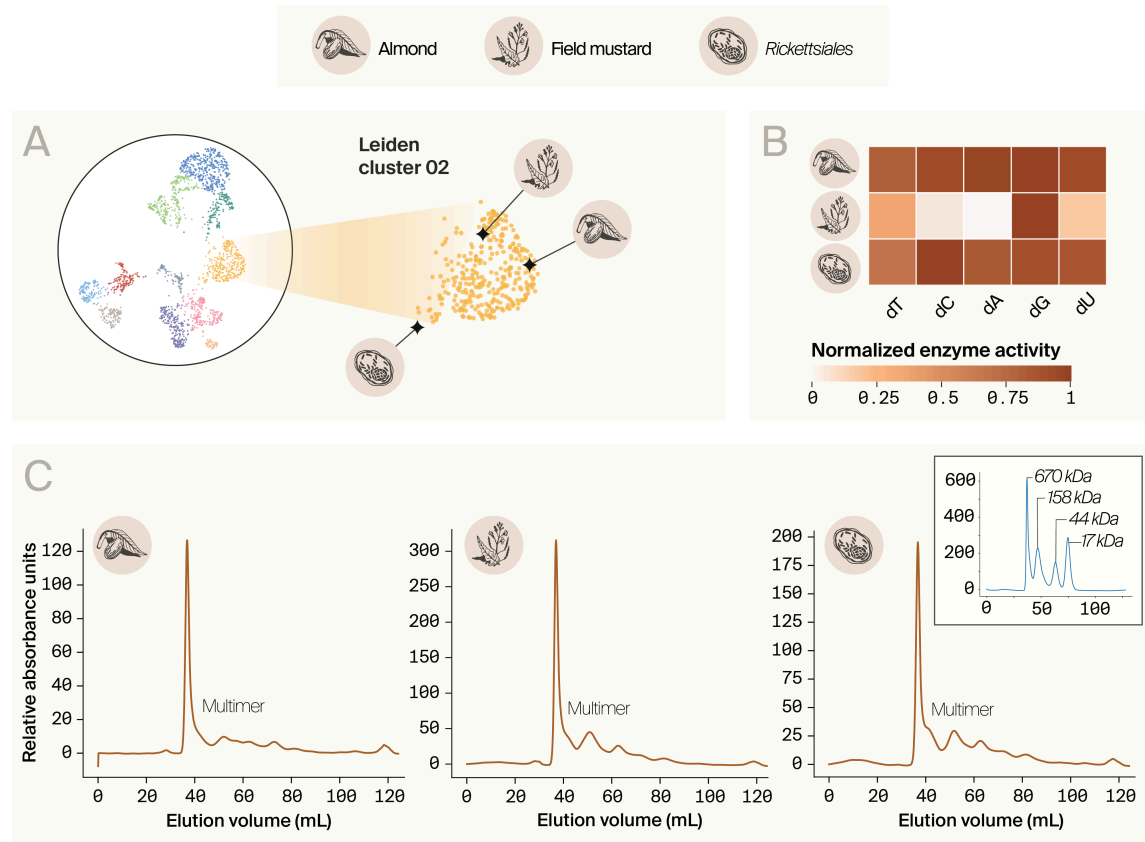 Almond
Field mustard
Rickettsiales
A
Leiden
cluster 02
B
dT
dC
dA
dG
dU
Normalized enzyme activity
0 0.25 0.5 0.75 1
C
Relative absorbance units
120
100
80
60
40
20
0
Multimer
0 20 40 60 80 100 120
Elution volume (mL)
300
250
200
150
100
50
0
Multimer
0 20 40 60 80 100 120
Elution volume (mL)
200
175
150
125
100
75
50
25
0
Multimer
0 20 40 60 80 100 120
Elution volume (mL)
600
400
200
0
670 kDa
158 kDa
44 kDa
17 kDa
0 50 100